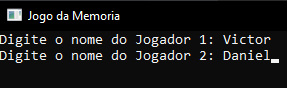 Jogo da Memoria
Digite o nome do Jogador 1: Victor
Digite o nome do Jogador 2: Daniel